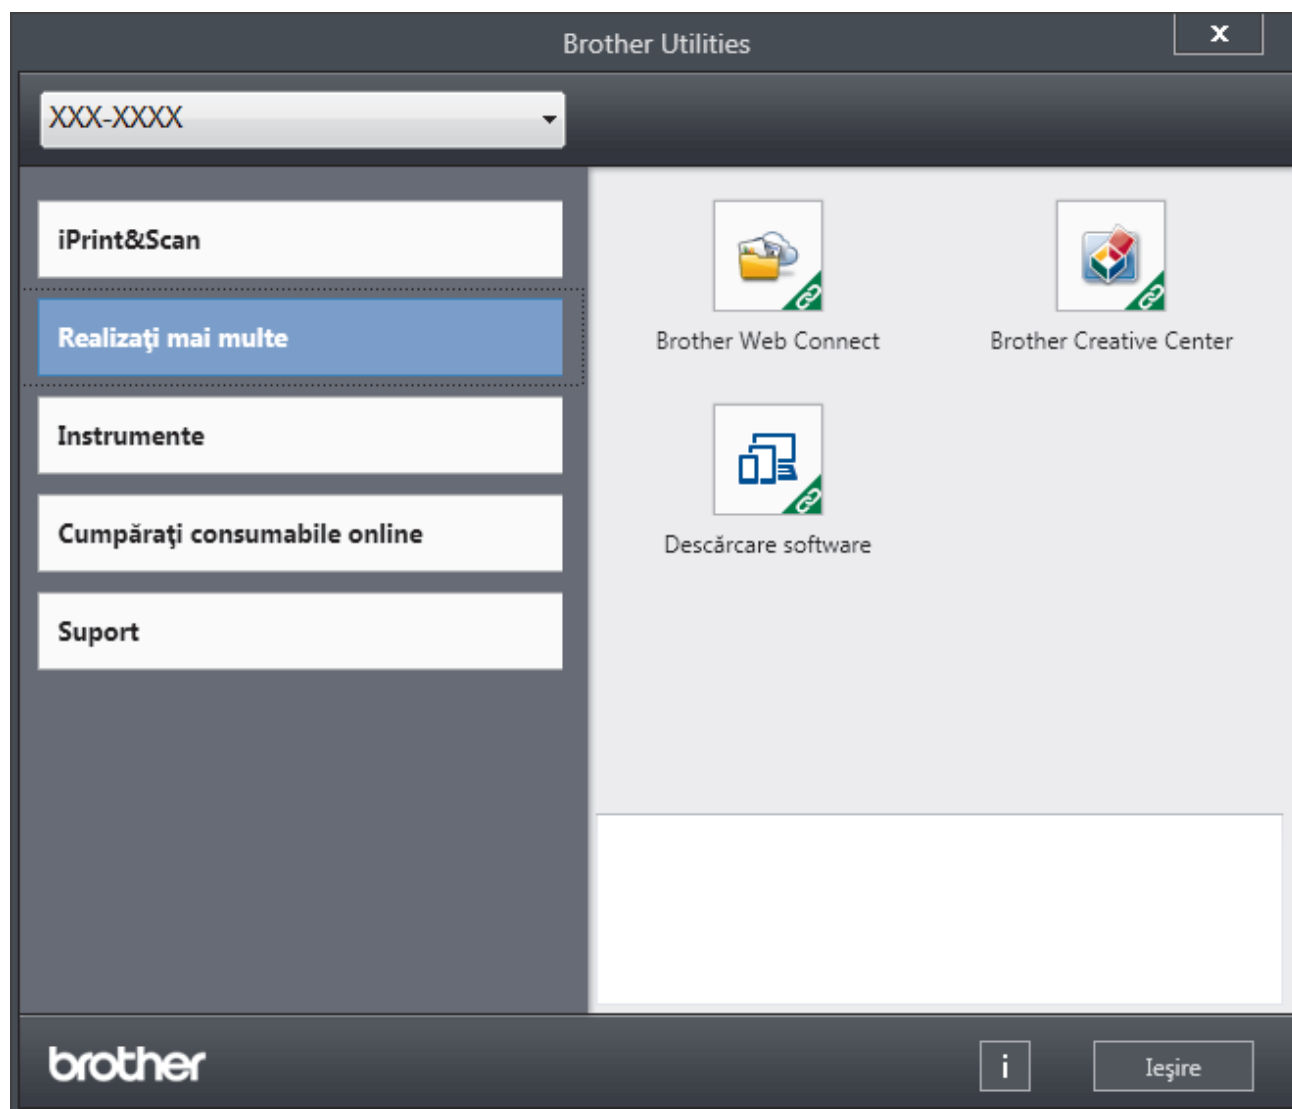 Brother Utilities
x
XXX-XXXX
iPrint&Scan
Realizaţi mai multe
Instrumente
Cumpăraţi consumabile online
Suport
Brother Web Connect
Brother Creative Center
Descărcare software
brother
i
Ieşire